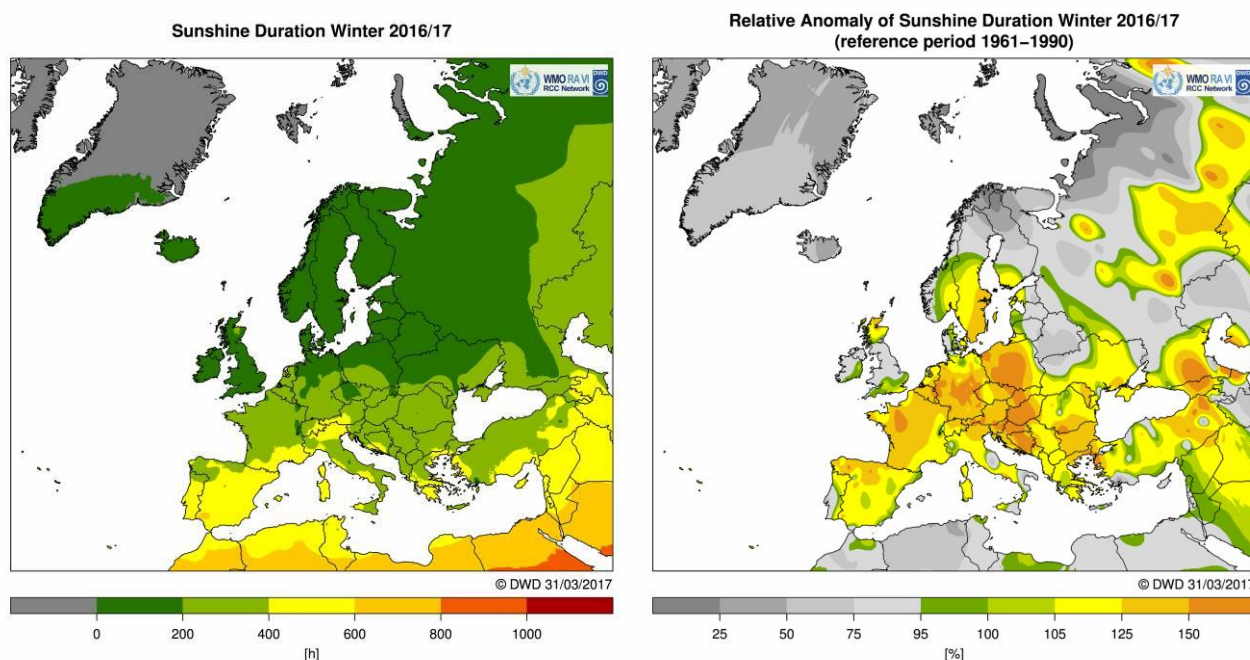 Sunshine Duration Winter 2016/17
WMO RA VI
RCC Network
DWD
© DWD 31/03/2017
0 200 400 600 800 1000
[h]
Relative Anomaly of Sunshine Duration Winter 2016/17
(reference period 1961–1990)
WMO RA VI
RCC Network
DWD
© DWD 31/03/2017
25 50 75 95 100 105 125 150
[%]